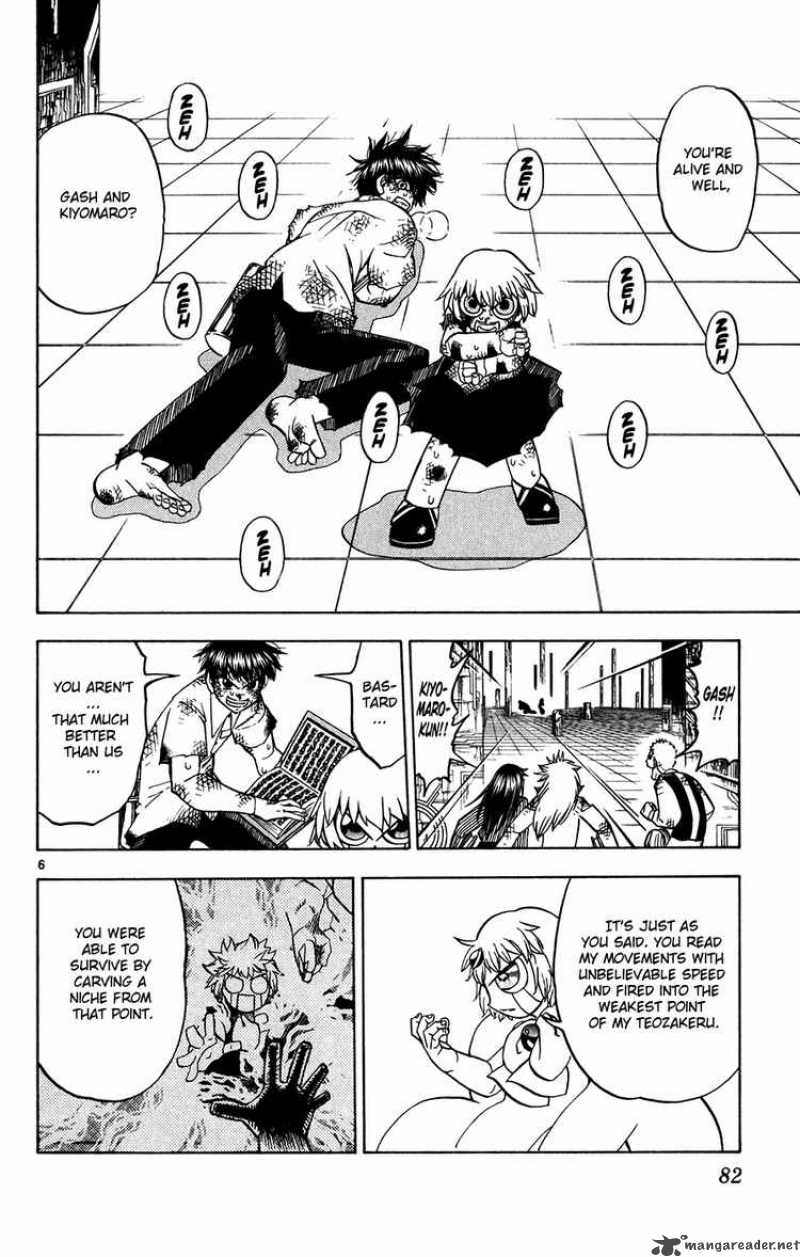 YOU'RE
ALIVE AND
WELL,
GASH AND
KIYOMARO?
ZEH
ZEH
ZEH
ZEH
ZEH
ZEH
ZEH
ZEH
ZEH
GASH!!
KIYO-
MARO-
KUN!!
BAS-
TARD
...
YOU AREN'T
...
THAT MUCH
BETTER
THAN US
...
6
IT'S JUST AS
YOU SAID. YOU READ
MY MOVEMENTS WITH
UNBELIEVABLE SPEED
AND FIRED INTO THE
WEAKEST POINT
OF MY TEOZAKERU.
YOU WERE
ABLE TO
SURVIVE BY
CARVING A
NICHE FROM
THAT POINT.
82
mangareader.net